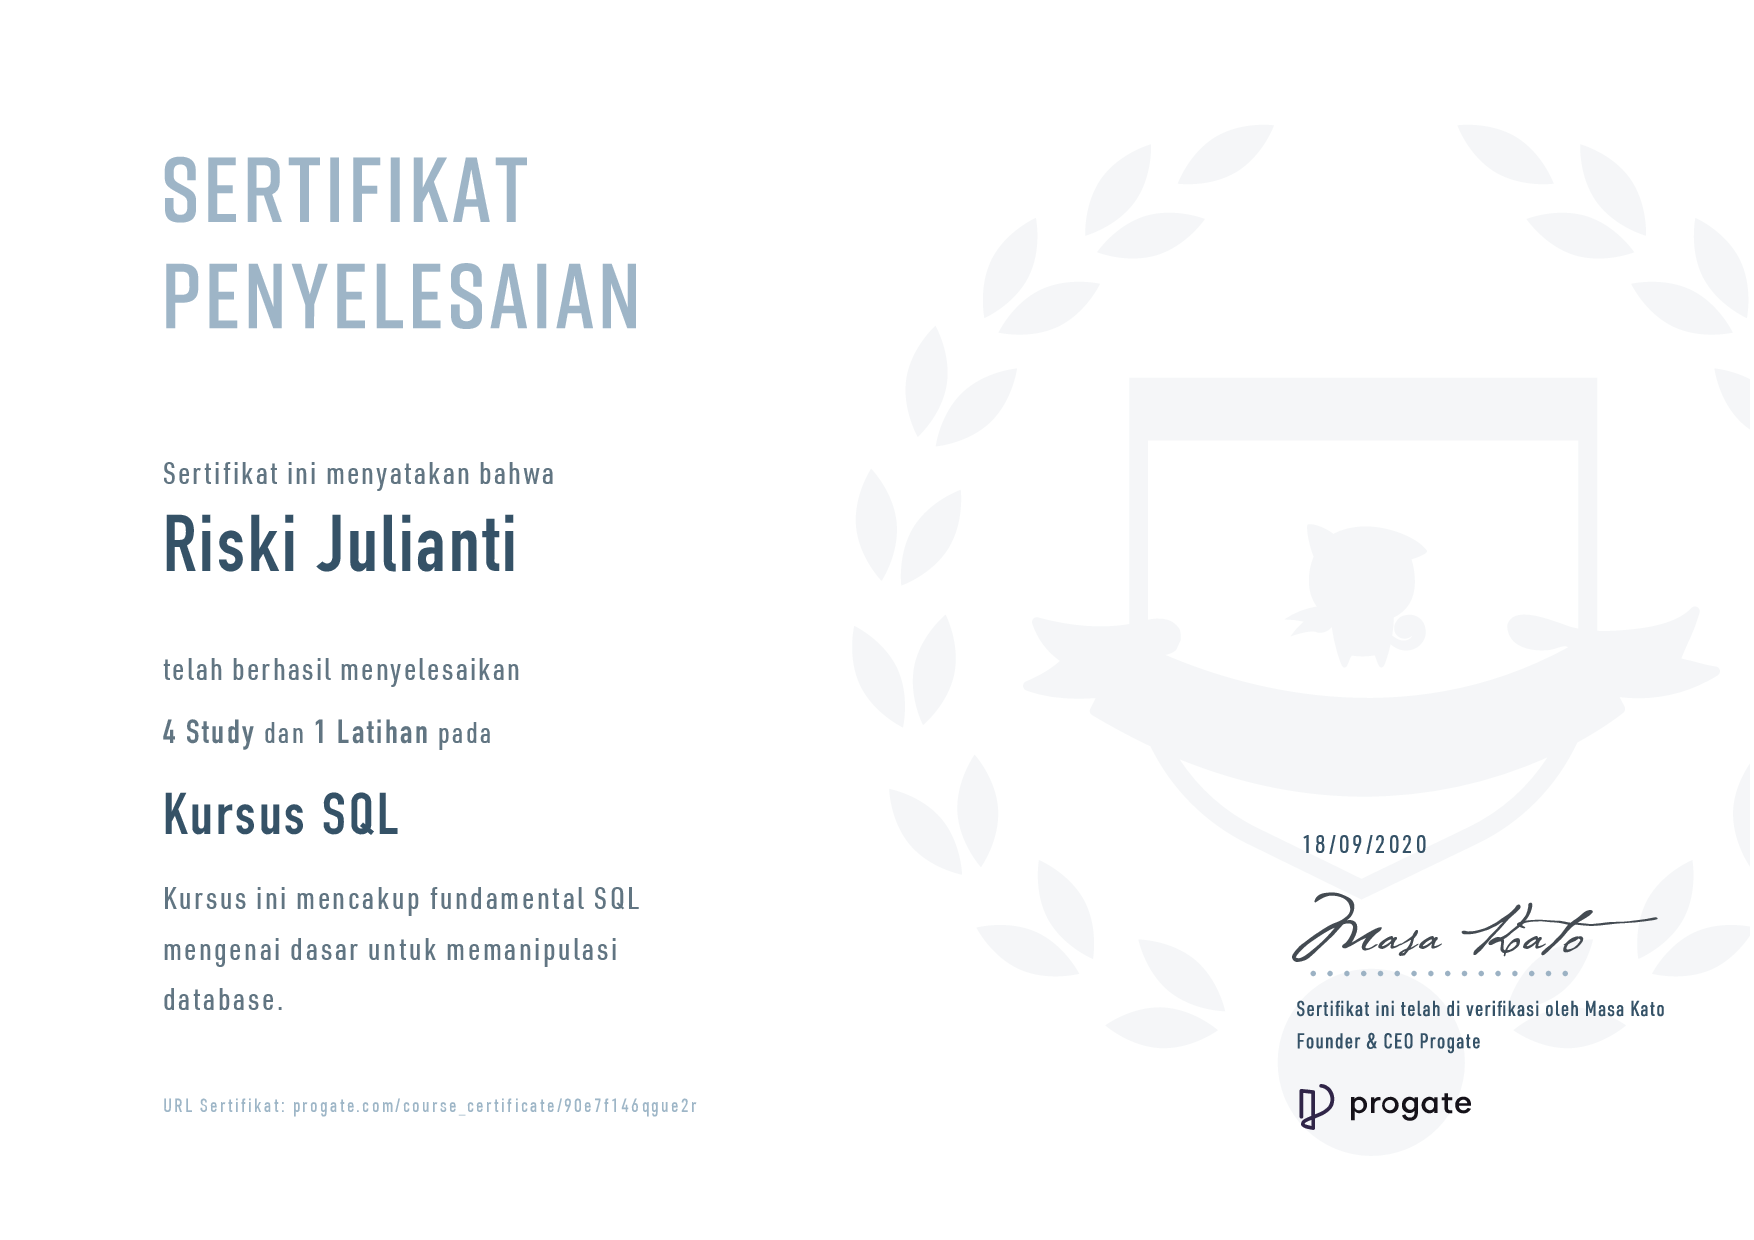 SERTIFIKAT
PENYELESAIAN
Sertifikat ini menyatakan bahwa
Riski Julianti
telah berhasil menyelesaikan
4 Study dan 1 Latihan pada
Kursus SQL
Kursus ini mencakup fundamental SQL
mengenai dasar untuk memanipulasi
database.
URL Sertifikat: progate.com/course_certificate/90e7f146qgue2r
18/09/2020
Masa Kato
Sertifikat ini telah di verifikasi oleh Masa Kato
Founder & CEO Progate
progate